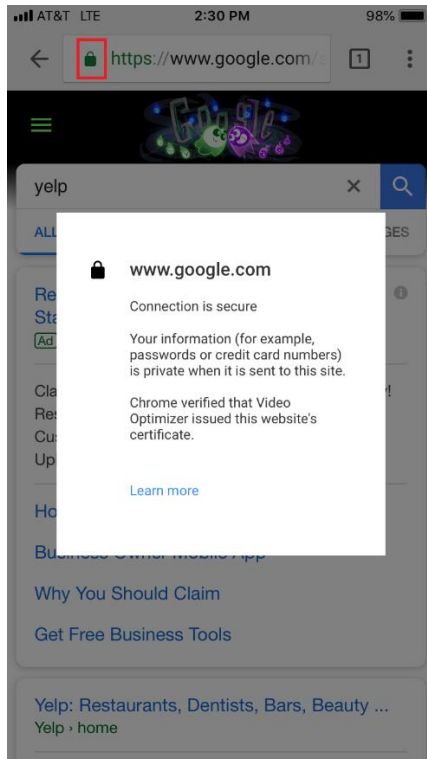 AT&T LTE 2:30 PM 98%
https://www.google.com/ 1
Google
yelp
ALL
www.google.com
Connection is secure
Your information (for example,
passwords or credit card numbers)
is private when it is sent to this site.
Chrome verified that Video
Optimizer issued this website's
certificate.
Learn more
Ad
Why You Should Claim
Get Free Business Tools
Yelp: Restaurants, Dentists, Bars, Beauty ...
Yelp › home